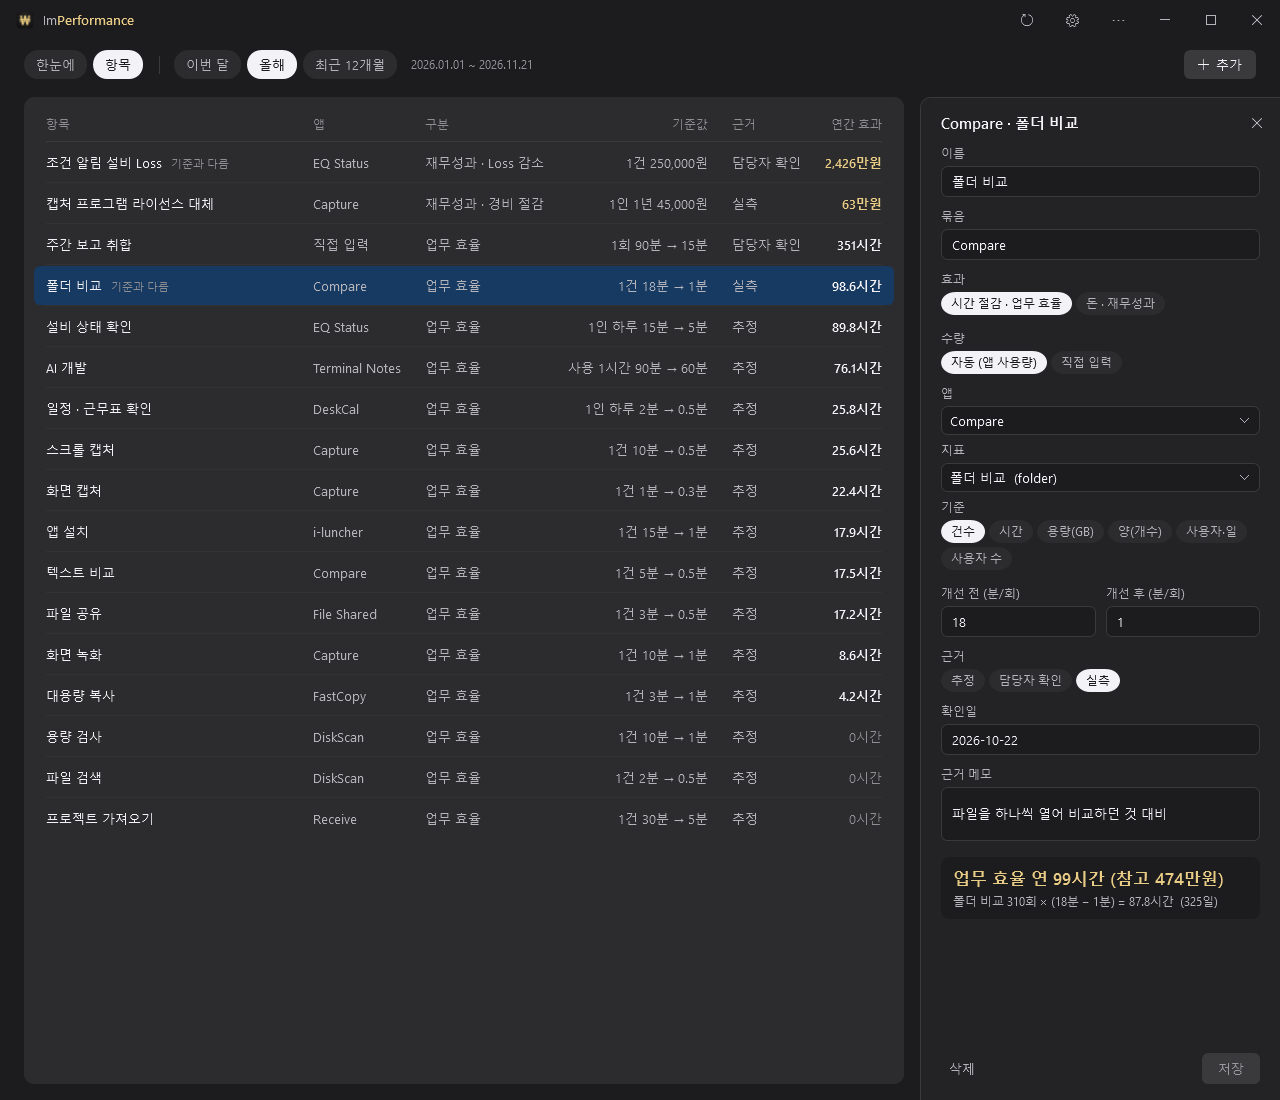 ₩ ImPerformance
한눈에 항목 이번 달 올해 최근 12개월 2026.01.01 ~ 2026.11.21 추가
항목 앱 구분 기준값 근거 연간 효과
조건 알림 설비 Loss 기준과 다름 EQ Status 재무성과 · Loss 감소 1건 250,000원 담당자 확인 2,426만원
캡처 프로그램 라이선스 대체 Capture 재무성과 · 경비 절감 1인 1년 45,000원 실측 63만원
주간 보고 취합 직접 입력 업무 효율 1회 90분 → 15분 담당자 확인 351시간
폴더 비교 기준과 다름 Compare 업무 효율 1건 18분 → 1분 실측 98.6시간
설비 상태 확인 EQ Status 업무 효율 1인 하루 15분 → 5분 추정 89.8시간
AI 개발 Terminal Notes 업무 효율 사용 1시간 90분 → 60분 추정 76.1시간
일정 · 근무표 확인 DeskCal 업무 효율 1인 하루 2분 → 0.5분 추정 25.8시간
스크롤 캡처 Capture 업무 효율 1건 10분 → 0.5분 추정 25.6시간
화면 캡처 Capture 업무 효율 1건 1분 → 0.3분 추정 22.4시간
앱 설치 i-luncher 업무 효율 1건 15분 → 1분 추정 17.9시간
텍스트 비교 Compare 업무 효율 1건 5분 → 0.5분 추정 17.5시간
파일 공유 File Shared 업무 효율 1건 3분 → 0.5분 추정 17.2시간
화면 녹화 Capture 업무 효율 1건 10분 → 1분 추정 8.6시간
대용량 복사 FastCopy 업무 효율 1건 3분 → 1분 추정 4.2시간
용량 검사 DiskScan 업무 효율 1건 10분 → 1분 추정 0시간
파일 검색 DiskScan 업무 효율 1건 2분 → 0.5분 추정 0시간
프로젝트 가져오기 Receive 업무 효율 1건 30분 → 5분 추정 0시간
Compare · 폴더 비교
이름
폴더 비교
묶음
Compare
효과
시간 절감 · 업무 효율 돈 · 재무성과
수량
자동 (앱 사용량) 직접 입력
앱
Compare
지표
폴더 비교 (folder)
기준
건수 시간 용량(GB) 양(개수) 사용자·일
사용자 수
개선 전 (분/회) 개선 후 (분/회)
18 1
근거
추정 담당자 확인 실측
확인일
2026-10-22
근거 메모
파일을 하나씩 열어 비교하던 것 대비
업무 효율 연 99시간 (참고 474만원)
폴더 비교 310회 × (18분 − 1분) = 87.8시간 (325일)
삭제 저장